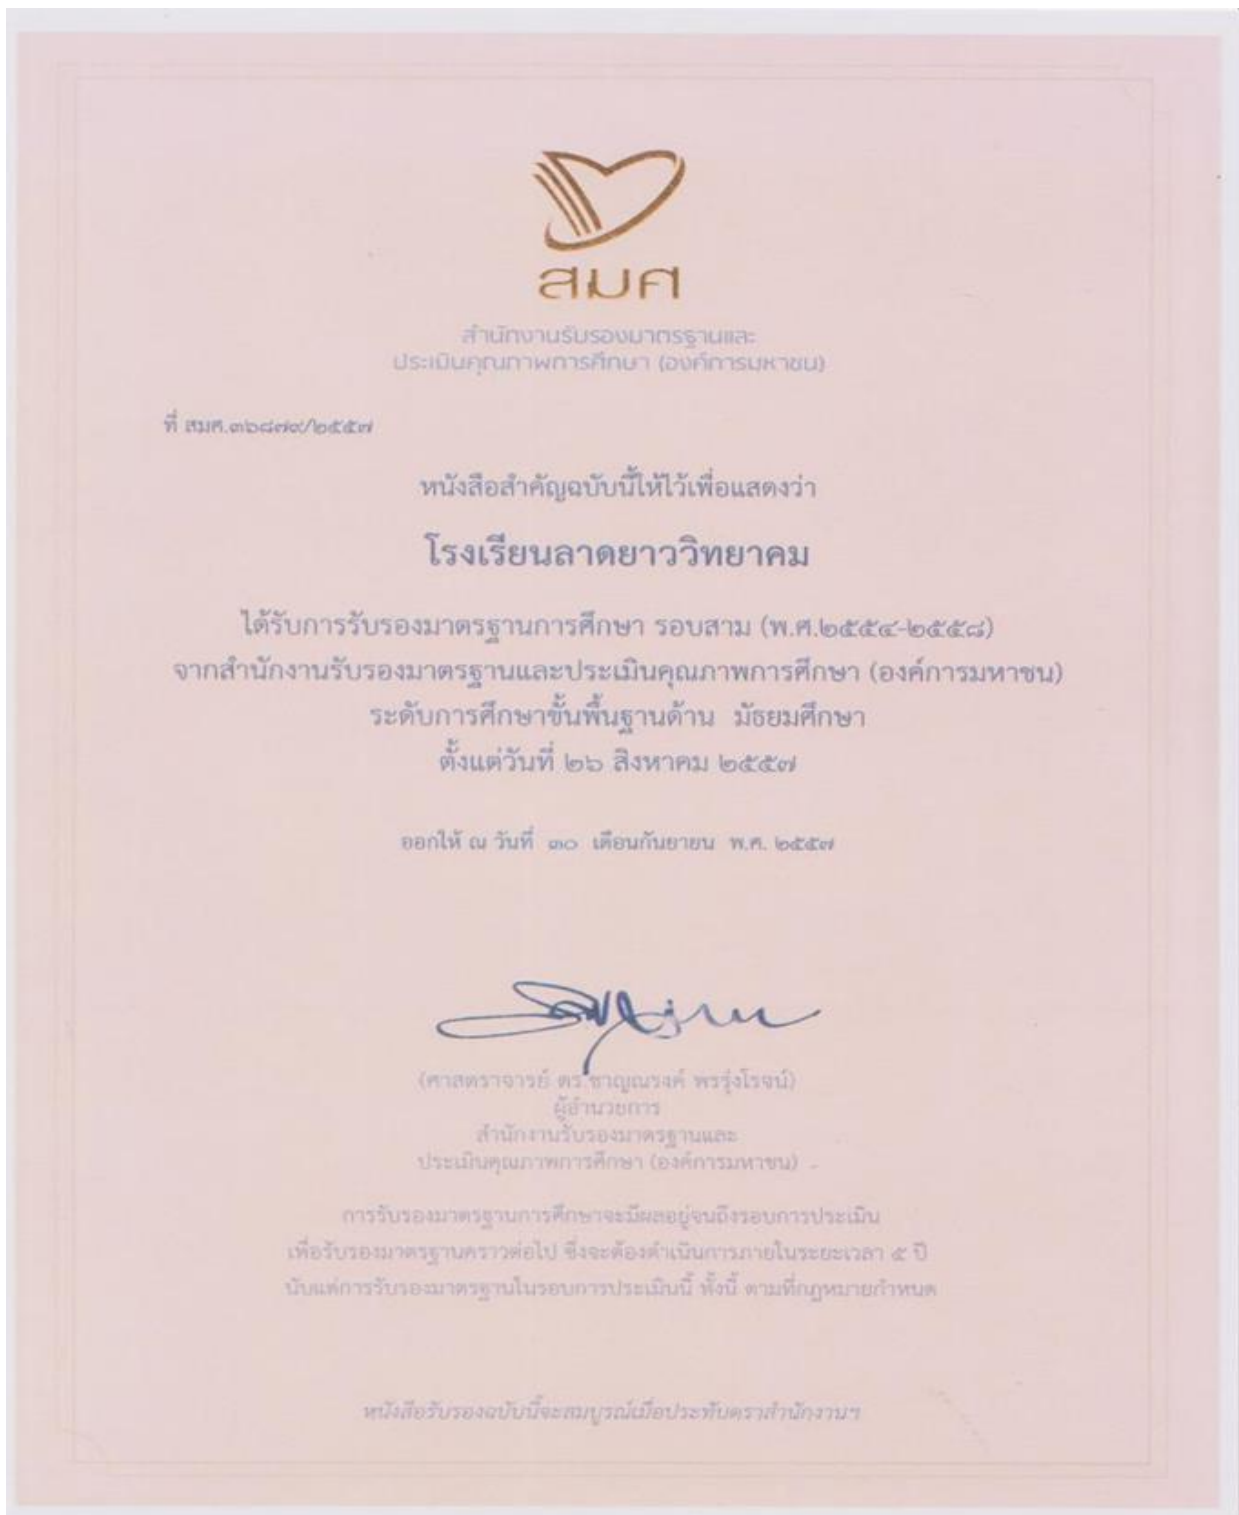 สมศ
สำนักงานรับรองมาตรฐานและ
ประเมินคุณภาพการศึกษา (องค์การมหาชน)
ที่ สมศ.๓๖๘๗๙/๒๕๕๗
หนังสือสำคัญฉบับนี้ให้ไว้เพื่อแสดงว่า
โรงเรียนลาดยาววิทยาคม
ได้รับการรับรองมาตรฐานการศึกษา รอบสาม (พ.ศ.๒๕๕๔-๒๕๕๘)
จากสำนักงานรับรองมาตรฐานและประเมินคุณภาพการศึกษา (องค์การมหาชน)
ระดับการศึกษาขั้นพื้นฐานด้าน มัธยมศึกษา
ตั้งแต่วันที่ ๒๖ สิงหาคม ๒๕๕๗
ออกให้ ณ วันที่ ๓๐ เดือนกันยายน พ.ศ. ๒๕๕๗
(ศาสตราจารย์ ดร.ชาญณรงค์ พรรุ่งโรจน์)
ผู้อำนวยการ
สำนักงานรับรองมาตรฐานและ
ประเมินคุณภาพการศึกษา (องค์การมหาชน)
การรับรองมาตรฐานการศึกษาจะมีผลอยู่จนถึงรอบการประเมิน
เพื่อรับรองมาตรฐานคราวต่อไป ซึ่งจะต้องดำเนินการภายในระยะเวลา ๕ ปี
นับแต่การรับรองมาตรฐานในรอบการประเมินนี้ ทั้งนี้ ตามที่กฎหมายกำหนด
หนังสือรับรองฉบับนี้จะสมบูรณ์เมื่อประทับตราสำนักงานฯ